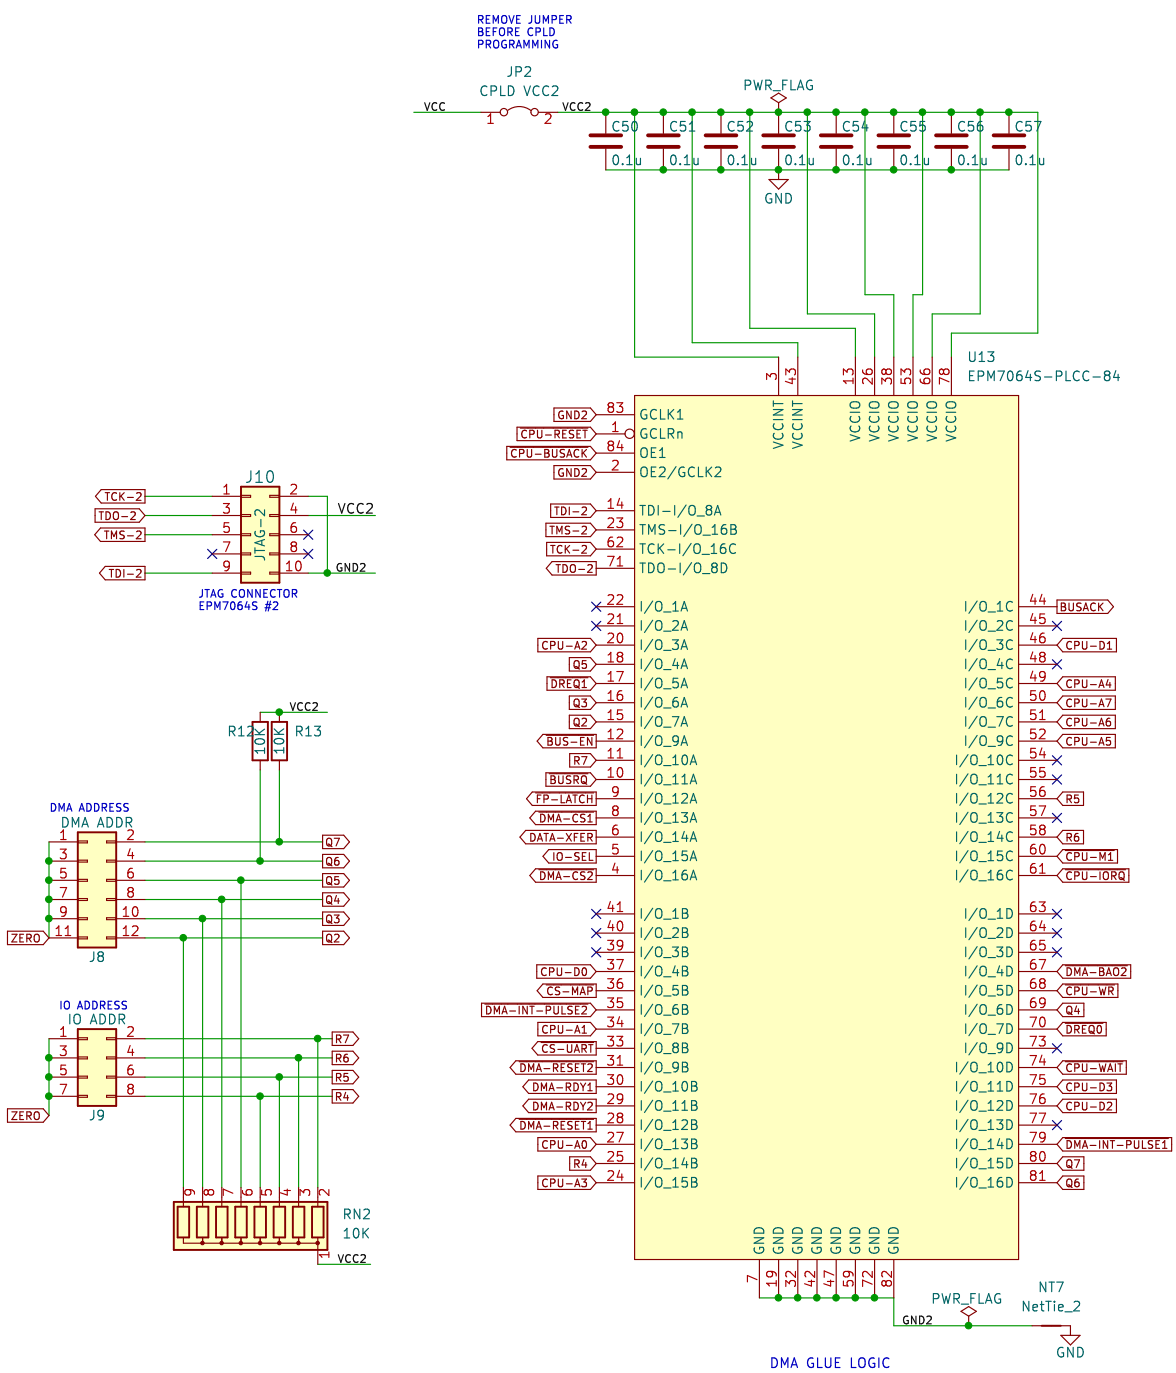 REMOVE JUMPER
BEFORE CPLD
PROGRAMMING
JP2
CPLD VCC2
VCC
1
2
VCC2
PWR_FLAG
C50
C51
C52
C53
C54
C55
C56
C57
0.1u
0.1u
0.1u
0.1u
0.1u
0.1u
0.1u
0.1u
GND
U13
EPM7064S-PLCC-84
3
43
13
26
38
53
66
78
VCCINT
VCCINT
VCCIO
VCCIO
VCCIO
VCCIO
VCCIO
VCCIO
GND2 83 GCLK1
CPU-RESET 1 GCLRn
CPU-BUSACK 84 OE1
GND2 2 OE2/GCLK2
TDI-2 14 TDI-I/O_8A
TMS-2 23 TMS-I/O_16B
TCK-2 62 TCK-I/O_16C
TDO-2 71 TDO-I/O_8D
22 I/O_1A
21 I/O_2A
CPU-A2 20 I/O_3A
Q5 18 I/O_4A
DREQ1 17 I/O_5A
Q3 16 I/O_6A
Q2 15 I/O_7A
BUS-EN 12 I/O_9A
R7 11 I/O_10A
BUSRQ 10 I/O_11A
FP-LATCH 9 I/O_12A
DMA-CS1 8 I/O_13A
DATA-XFER 6 I/O_14A
IO-SEL 5 I/O_15A
DMA-CS2 4 I/O_16A
41 I/O_1B
40 I/O_2B
39 I/O_3B
CPU-D0 37 I/O_4B
CS-MAP 36 I/O_5B
DMA-INT-PULSE2 35 I/O_6B
CPU-A1 34 I/O_7B
CS-UART 33 I/O_8B
DMA-RESET2 31 I/O_9B
DMA-RDY1 30 I/O_10B
DMA-RDY2 29 I/O_11B
DMA-RESET1 28 I/O_12B
CPU-A0 27 I/O_13B
R4 25 I/O_14B
CPU-A3 24 I/O_15B
I/O_1C 44 BUSACK
I/O_2C 45
I/O_3C 46 CPU-D1
I/O_4C 48
I/O_5C 49 CPU-A4
I/O_6C 50 CPU-A7
I/O_7C 51 CPU-A6
I/O_9C 52 CPU-A5
I/O_10C 54
I/O_11C 55
I/O_12C 56 R5
I/O_13C 57
I/O_14C 58 R6
I/O_15C 60 CPU-M1
I/O_16C 61 CPU-IORQ
I/O_1D 63
I/O_2D 64
I/O_3D 65
I/O_4D 67 DMA-BAO2
I/O_5D 68 CPU-WR
I/O_6D 69 Q4
I/O_7D 70 DREQ0
I/O_9D 73
I/O_10D 74 CPU-WAIT
I/O_11D 75 CPU-D3
I/O_12D 76 CPU-D2
I/O_13D 77
I/O_14D 79 DMA-INT-PULSE1
I/O_15D 80 Q7
I/O_16D 81 Q6
GND
GND
GND
GND
GND
GND
GND
GND
7
19
32
42
47
59
72
82
GND2
PWR_FLAG
NT7
NetTie_2
GND
DMA GLUE LOGIC
J10
TCK-2 1 2
TDO-2 3 4 VCC2
TMS-2 5 6
7 8
TDI-2 9 10 GND2
JTAG-2
JTAG CONNECTOR
EPM7064S #2
VCC2
R12 10K
10K R13
DMA ADDRESS
DMA ADDR
1 2 Q7
3 4 Q6
5 6 Q5
7 8 Q4
9 10 Q3
ZERO 11 12 Q2
J8
IO ADDRESS
IO ADDR
1 2 R7
3 4 R6
5 6 R5
7 8 R4
ZERO
J9
9
8
7
6
5
4
3
2
RN2
10K
1
VCC2